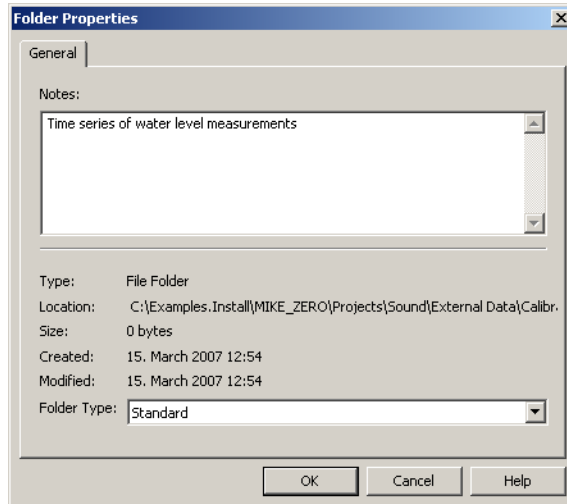 Folder Properties
General
Notes:
Time series of water level measurements
Type: File Folder
Location: C:\Examples.Install\MIKE_ZERO\Projects\Sound\External Data\Calibr
Size: 0 bytes
Created: 15. March 2007 12:54
Modified: 15. March 2007 12:54
Folder Type: Standard
OK Cancel Help